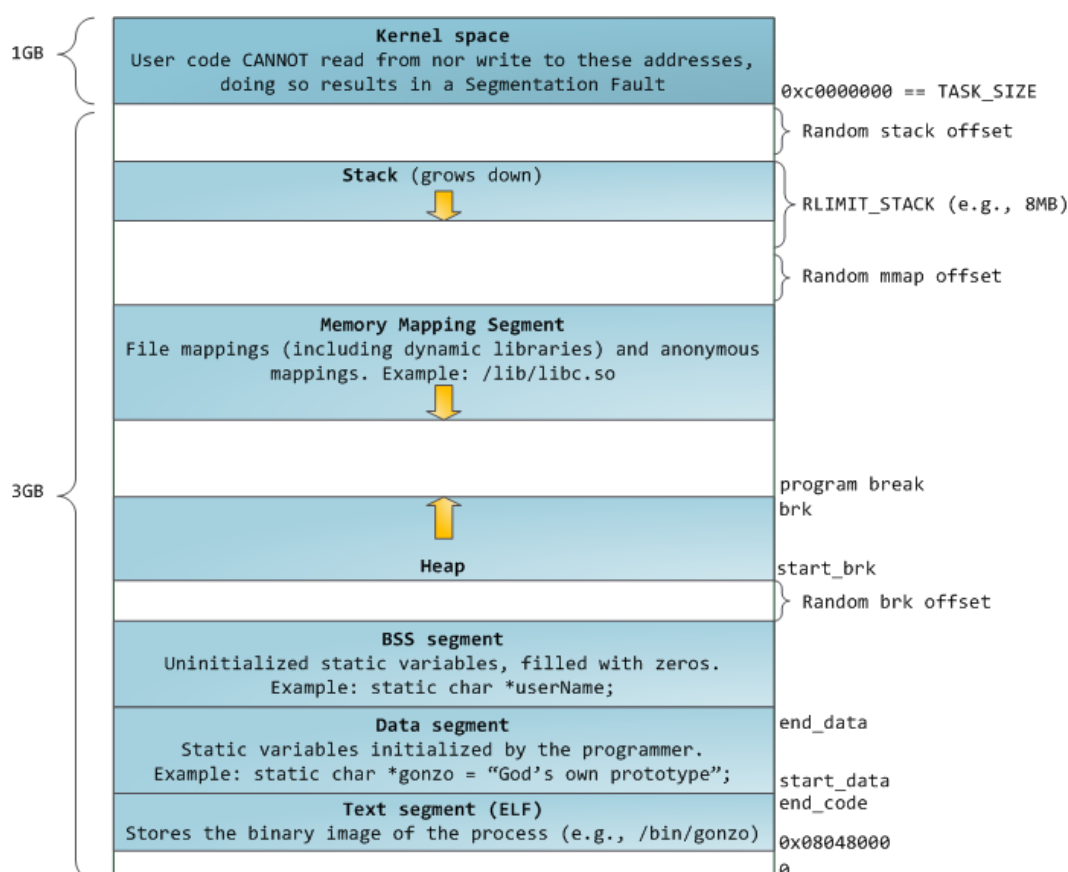 1GB
Kernel space
User code CANNOT read from nor write to these addresses,
doing so results in a Segmentation Fault
0xc0000000 == TASK_SIZE
Random stack offset
Stack (grows down)
RLIMIT_STACK (e.g., 8MB)
Random mmap offset
Memory Mapping Segment
File mappings (including dynamic libraries) and anonymous
mappings. Example: /lib/libc.so
3GB
program break
brk
Heap
start_brk
Random brk offset
BSS segment
Uninitialized static variables, filled with zeros.
Example: static char *userName;
Data segment
end_data
Static variables initialized by the programmer.
Example: static char *gonzo = “God’s own prototype”;
start_data
end_code
Text segment (ELF)
Stores the binary image of the process (e.g., /bin/gonzo)
0x08048000
0